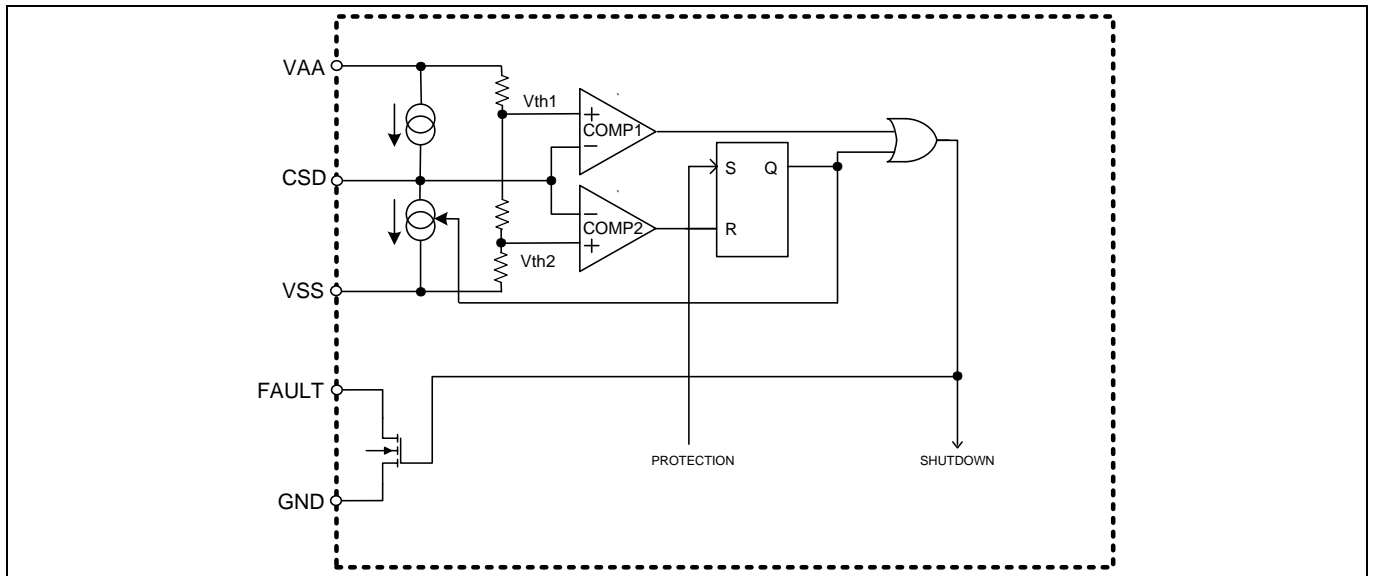 VAA
Vth1
+
COMP1
−
CSD
S Q
−
COMP2
R
+
Vth2
VSS
FAULT
PROTECTION
SHUTDOWN
GND